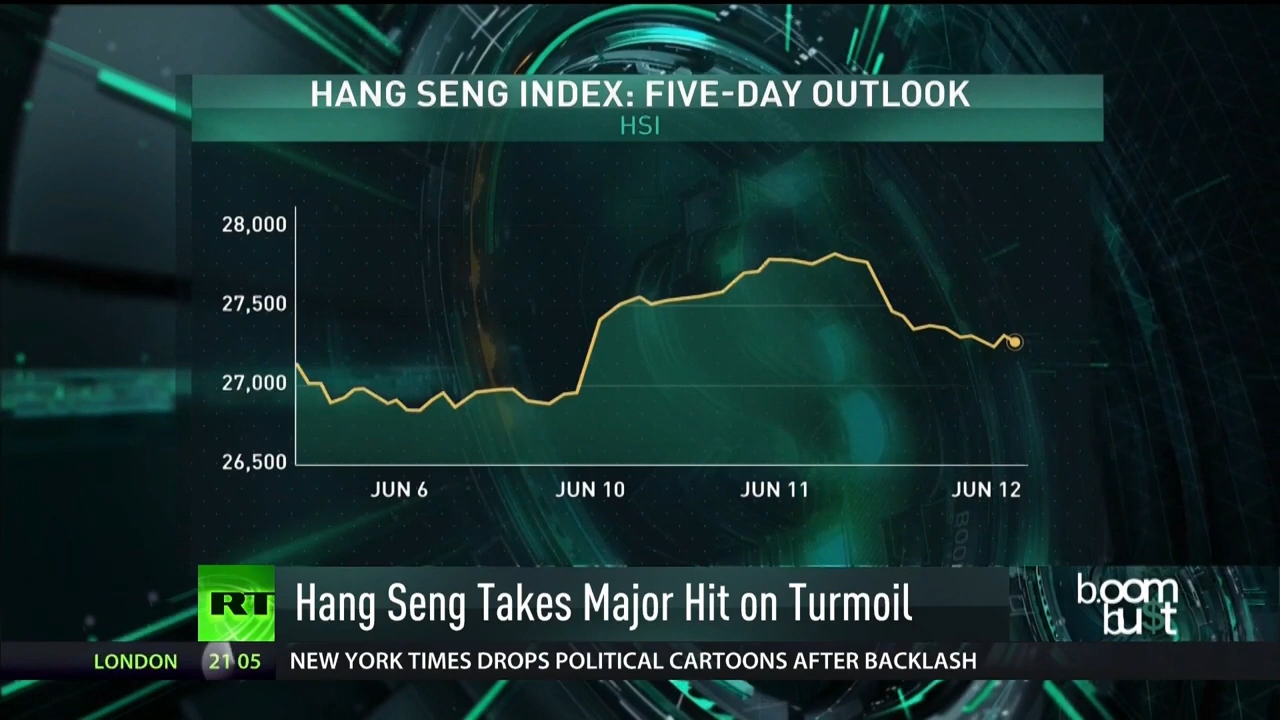 HANG SENG INDEX: FIVE-DAY OUTLOOK
HSI
28,000
27,500
27,000
26,500
JUN 6 JUN 10 JUN 11 JUN 12
BOO
RT Hang Seng Takes Major Hit on Turmoil
boom
bu$t
LONDON 21 05 NEW YORK TIMES DROPS POLITICAL CARTOONS AFTER BACKLASH